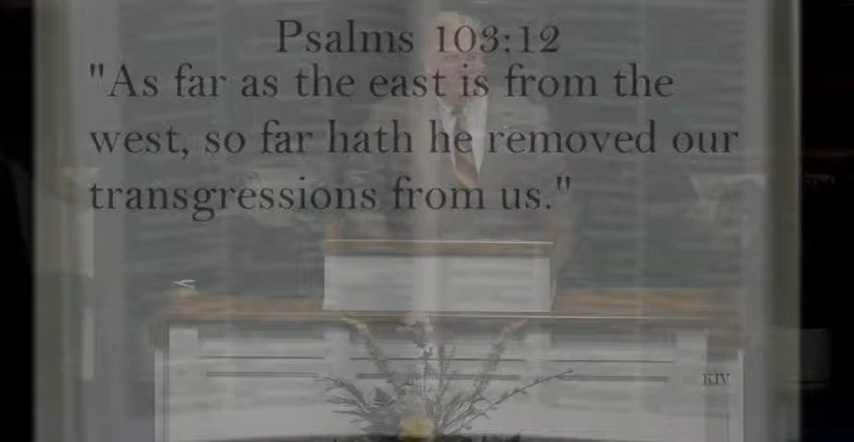 Psalms 103:12
"As far as the east is from the
west, so far hath he removed our
transgressions from us."
KJV